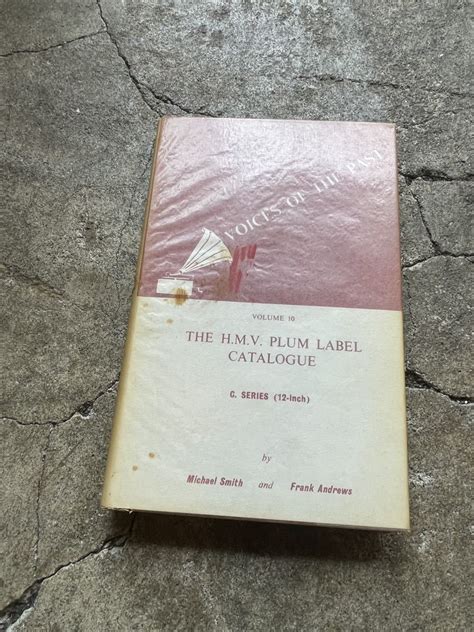 VOICES OF THE PAST
VOLUME 10
THE H.M.V. PLUM LABEL
CATALOGUE
C. SERIES (12-inch)
by
Michael Smith and Frank Andrews